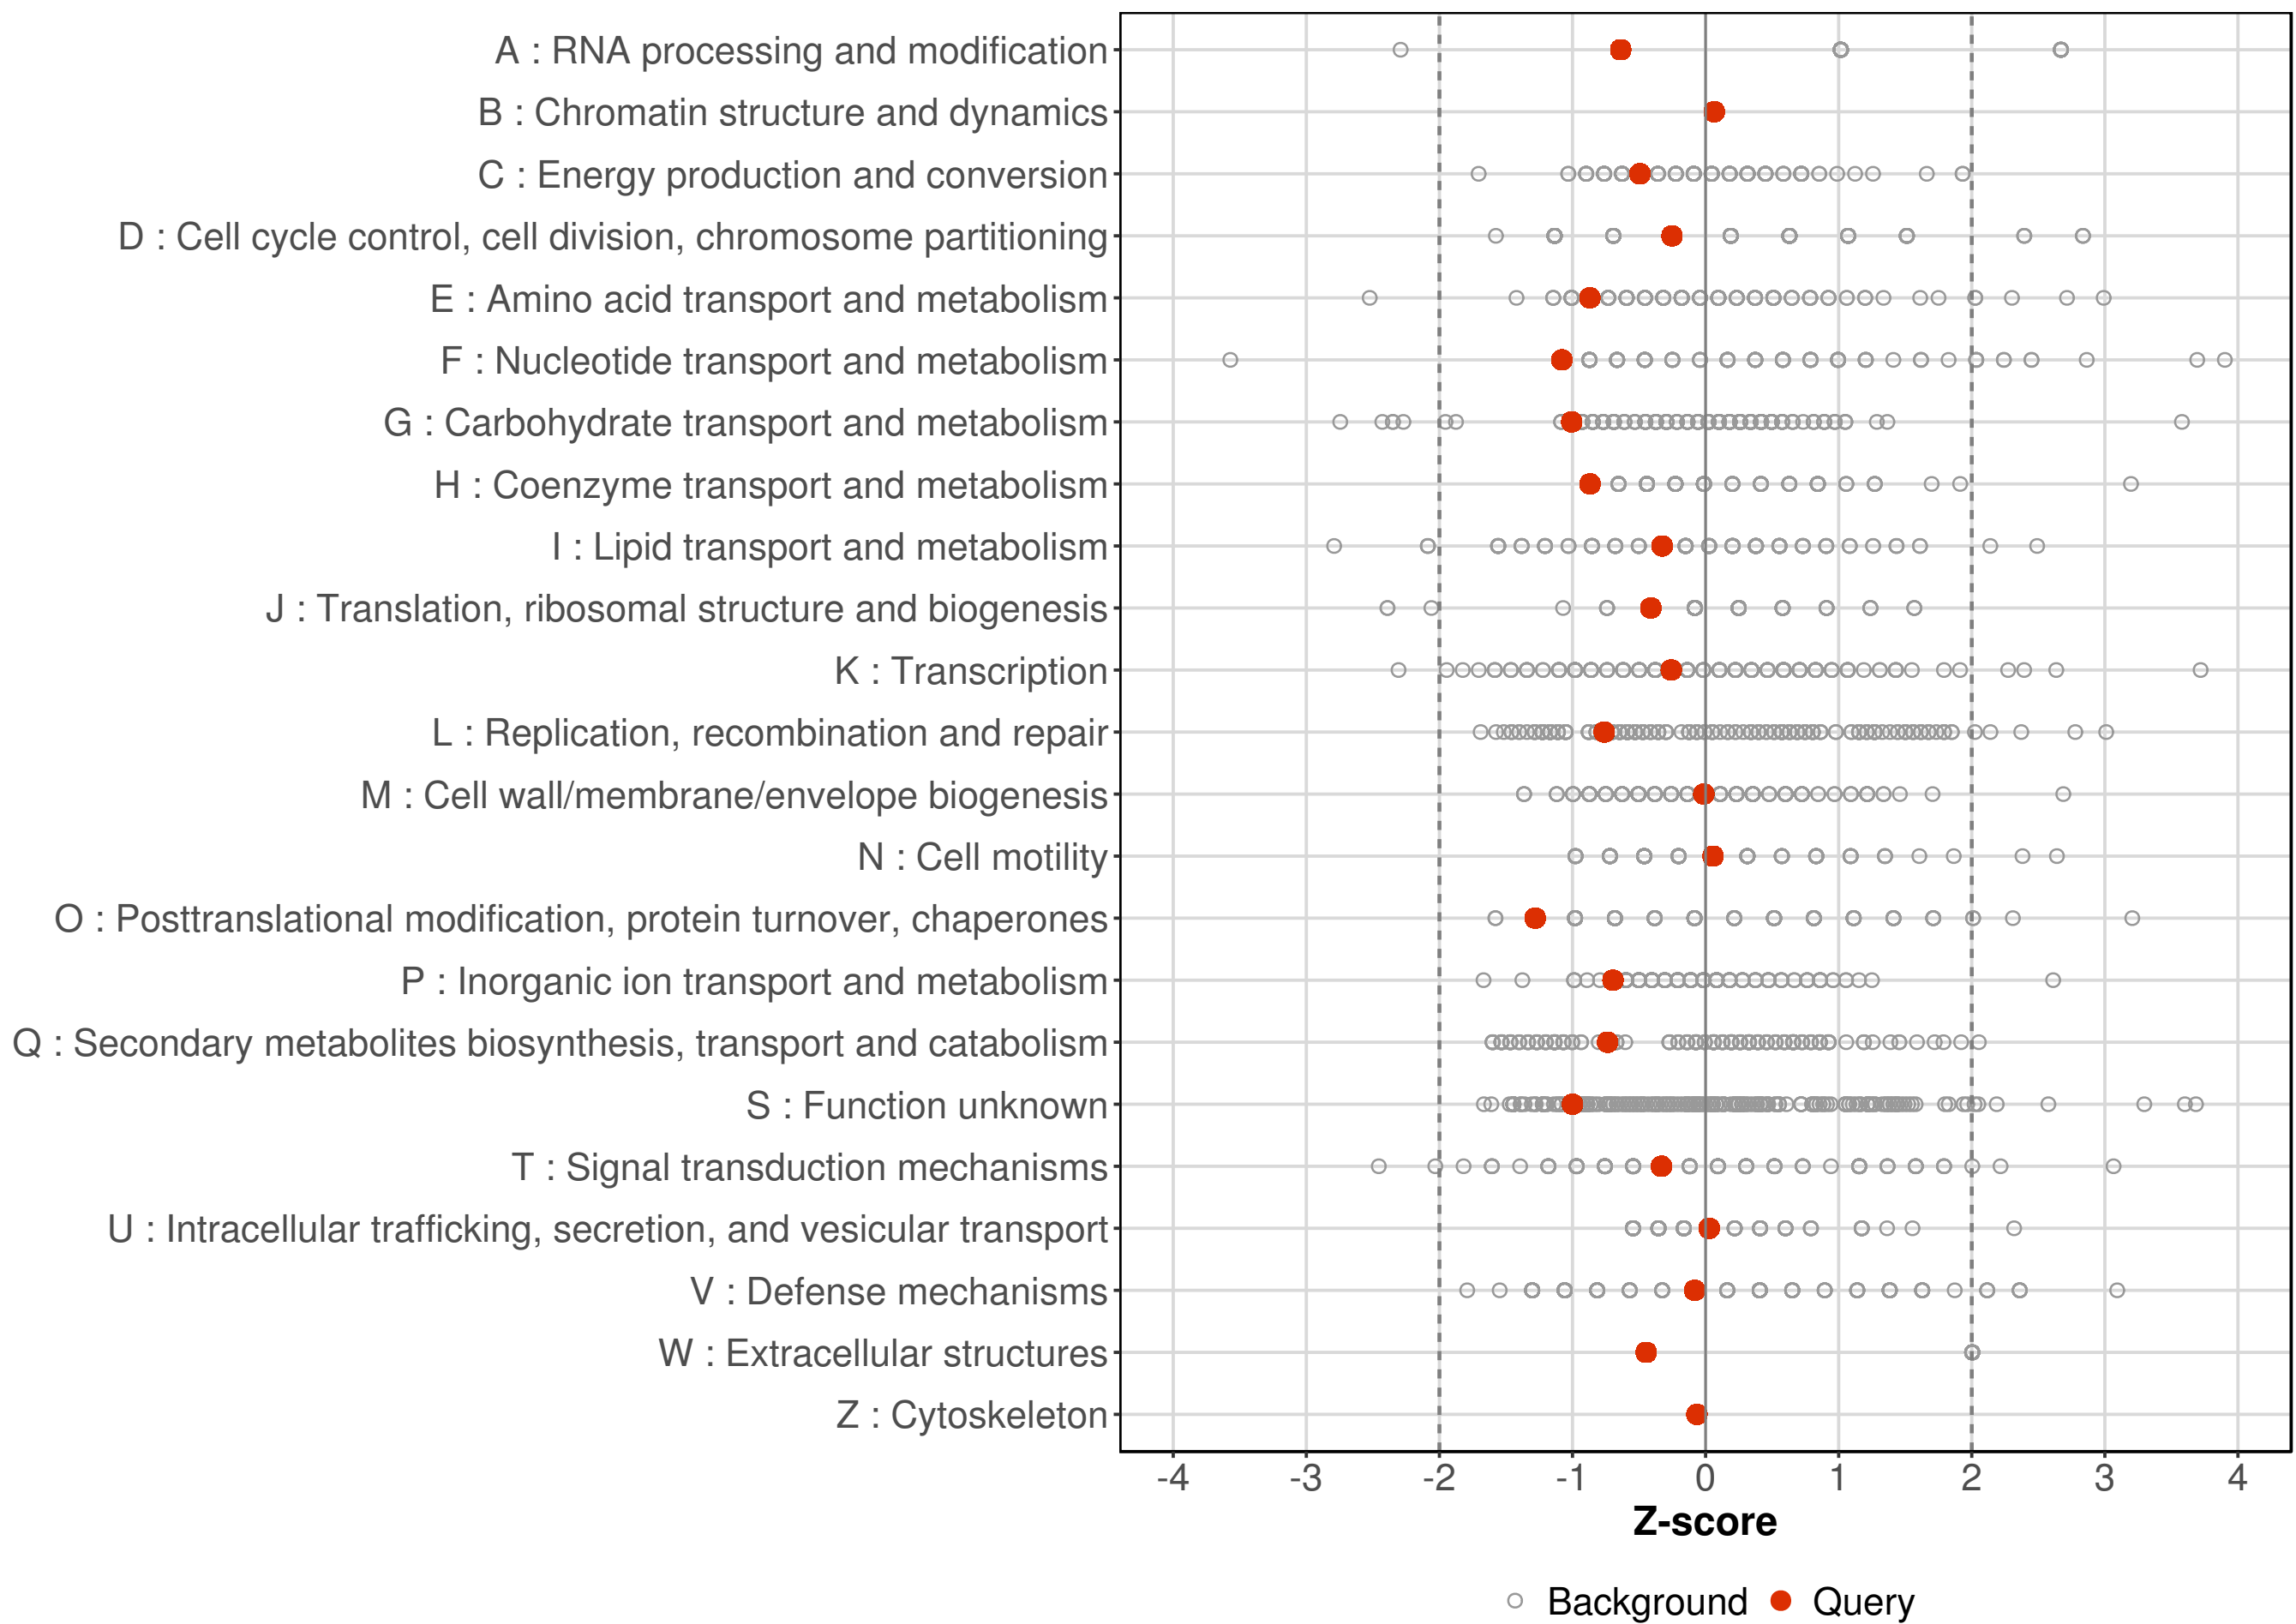 A : RNA processing and modification
B : Chromatin structure and dynamics
C : Energy production and conversion
D : Cell cycle control, cell division, chromosome partitioning
E : Amino acid transport and metabolism
F : Nucleotide transport and metabolism
G : Carbohydrate transport and metabolism
H : Coenzyme transport and metabolism
I : Lipid transport and metabolism
J : Translation, ribosomal structure and biogenesis
K : Transcription
L : Replication, recombination and repair
M : Cell wall/membrane/envelope biogenesis
N : Cell motility
O : Posttranslational modification, protein turnover, chaperones
P : Inorganic ion transport and metabolism
Q : Secondary metabolites biosynthesis, transport and catabolism
S : Function unknown
T : Signal transduction mechanisms
U : Intracellular trafficking, secretion, and vesicular transport
V : Defense mechanisms
W : Extracellular structures
Z : Cytoskeleton
-4 -3 -2 -1 0 1 2 3 4
Z-score
Background Query